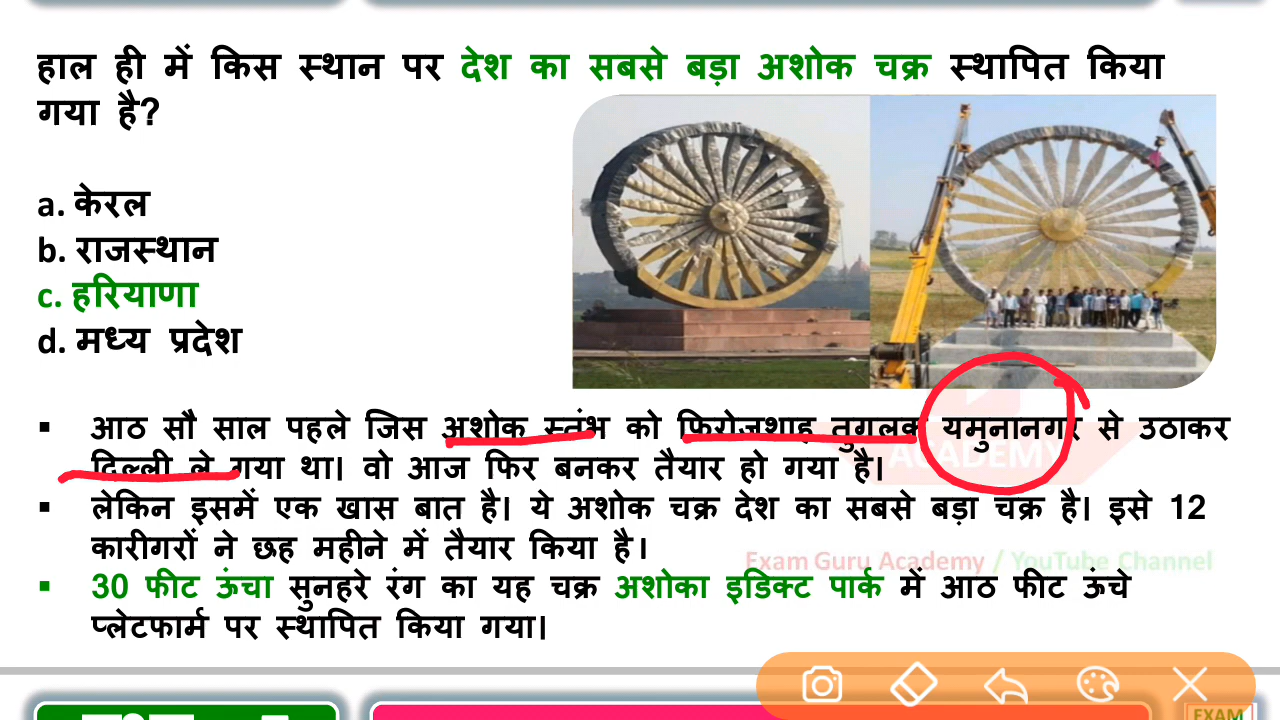 हाल ही में किस स्थान पर देश का सबसे बड़ा अशोक चक्र स्थापित किया
गया है?
a. केरल
b. राजस्थान
c. हरियाणा
d. मध्य प्रदेश
आठ सौ साल पहले जिस अशोक स्तंभ को फिरोजशाह तुगलक यमुनानगर से उठाकर
दिल्ली ले गया था। वो आज फिर बनकर तैयार हो गया है।
ACADEMY
लेकिन इसमें एक खास बात है। ये अशोक चक्र देश का सबसे बड़ा चक्र है। इसे 12
कारीगरों ने छह महीने में तैयार किया है।
Exam Guru Academy / YouTube Channel
30 फीट ऊंचा सुनहरे रंग का यह चक्र अशोका इडिक्ट पार्क में आठ फीट ऊंचे
प्लेटफार्म पर स्थापित किया गया।
EXAM